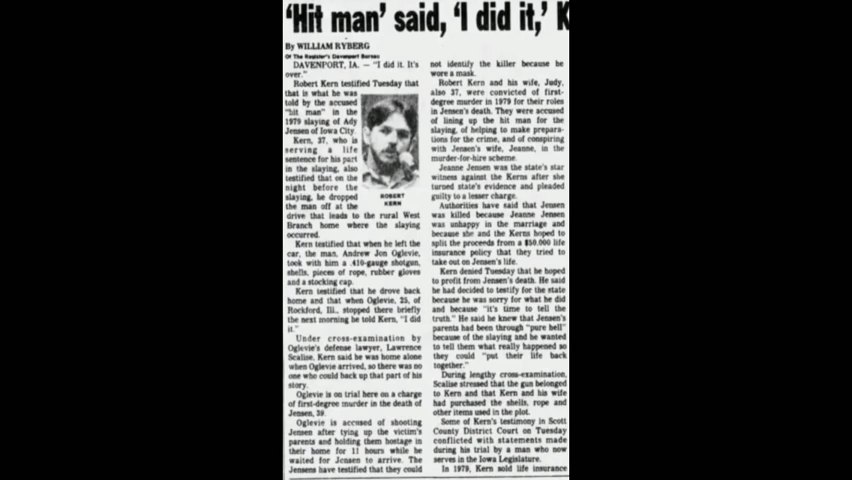 'Hit man' said, 'I did it,' K
By WILLIAM RYBERG
Of The Register's Davenport Bureau
DAVENPORT, IA. — "I did it. It's
over."
Robert Kern testified Tuesday that
that is what he was
told by the accused
"hit man" in the
1979 slaying of Ady
Jensen of Iowa City.
Kern, 37, who is
serving a life
sentence for his part
in the slaying, also
testified that on the
night before the
slaying, he dropped
the man off at the
drive that leads to the rural West
Branch home where the slaying
occurred.
Kern testified that when he left the
car, the man, Andrew Jon Oglevie,
took with him a .410-gauge shotgun,
shells, pieces of rope, rubber gloves
and a stocking cap.
Kern testified that he drove back
home and that when Oglevie, 25, of
Rockford, Ill., stopped there briefly
the next morning he told Kern, "I did
it."
Under cross-examination by
Oglevie's defense lawyer, Lawrence
Scalise, Kern said he was home alone
when Oglevie arrived, so there was no
one who could back up that part of his
story.
Oglevie is on trial here on a charge
of first-degree murder in the death of
Jensen, 39.
Oglevie is accused of shooting
Jensen after tying up the victim's
parents and holding them hostage in
their home for 11 hours while he
waited for Jensen to arrive. The
Jensens have testified that they could
ROBERT
KERN
not identify the killer because he
wore a mask.
Robert Kern and his wife, Judy,
also 37, were convicted of first-
degree murder in 1979 for their roles
in Jensen's death. They were accused
of lining up the hit man for the
slaying, of helping to make prepara-
tions for the crime, and of conspiring
with Jensen's wife, Jeanne, in the
murder-for-hire scheme.
Jeanne Jensen was the state's star
witness against the Kerns after she
turned state's evidence and pleaded
guilty to a lesser charge.
Authorities have said that Jensen
was killed because Jeanne Jensen
was unhappy in the marriage and
because she and the Kerns hoped to
split the proceeds from a $50,000 life
insurance policy that they tried to
take out on Jensen's life.
Kern denied Tuesday that he hoped
to profit from Jensen's death. He said
he had decided to testify for the state
because he was sorry for what he did
and because "it's time to tell the
truth." He said he knew that Jensen's
parents had been through "pure hell"
because of the slaying and he wanted
to tell them what really happened so
they could "put their life back
together."
During lengthy cross-examination,
Scalise stressed that the gun belonged
to Kern and that Kern and his wife
had purchased the shells, rope and
other items used in the plot.
Some of Kern's testimony in Scott
County District Court on Tuesday
conflicted with statements made
during his trial by a man who now
serves in the Iowa Legislature.
In 1979, Kern sold life insurance